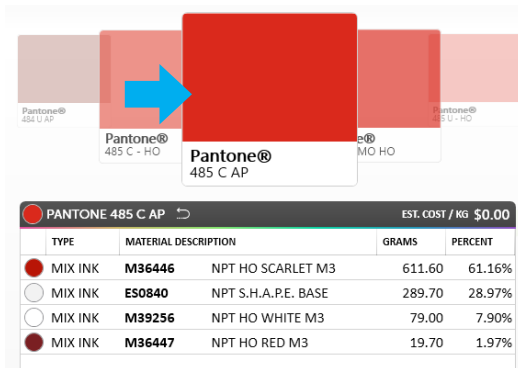 Pantone®
484 U AP
Pantone®
485 C - HO
Pantone®
485 C AP
e®
MO HO
Pantone®
485 U - HO
PANTONE 485 C AP EST. COST / KG $0.00
TYPE MATERIAL DESCRIPTION GRAMS PERCENT
MIX INK M36446 NPT HO SCARLET M3 611.60 61.16%
MIX INK ES0840 NPT S.H.A.P.E. BASE 289.70 28.97%
MIX INK M39256 NPT HO WHITE M3 79.00 7.90%
MIX INK M36447 NPT HO RED M3 19.70 1.97%